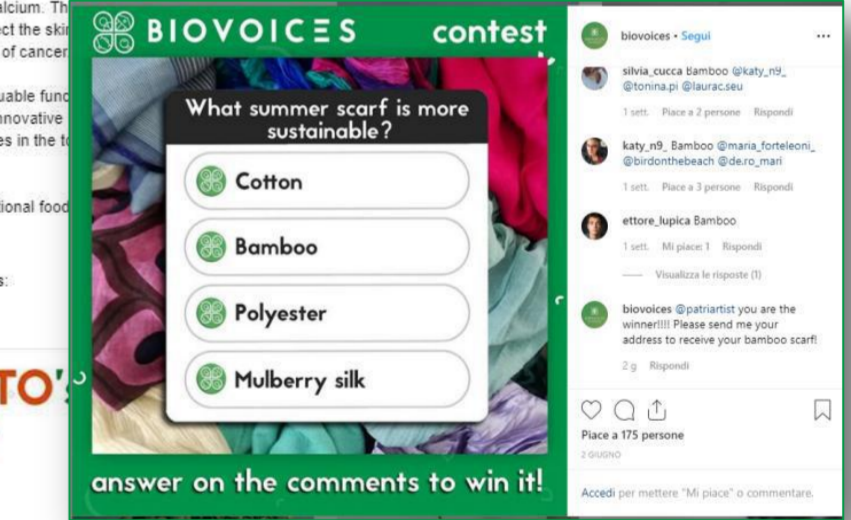 alcium. Th
ect the skin
of cancer.
uable func
nnovative
es in the to
ional food
s:
TO's
BIOVOICES contest
What summer scarf is more
sustainable?
Cotton
Bamboo
Polyester
Mulberry silk
answer on the comments to win it!
biovoices • Segui
silvia_cucca Bamboo @katy_n9_
@tonina.pi @laurac.seu
1 sett. Piace a 2 persone Rispondi
katy_n9_ Bamboo @maria_forteleoni_
@birdonthebeach @de.ro_mari
1 sett. Piace a 3 persone Rispondi
ettore_lupica Bamboo
1 sett. Mi piace: 1 Rispondi
Visualizza le risposte (1)
biovoices @patriartist you are the
winner!!!! Please send me your
address to receive your bamboo scarf!
2 g Rispondi
Piace a 175 persone
2 GIUGNO
Accedi per mettere "Mi piace" o commentare.